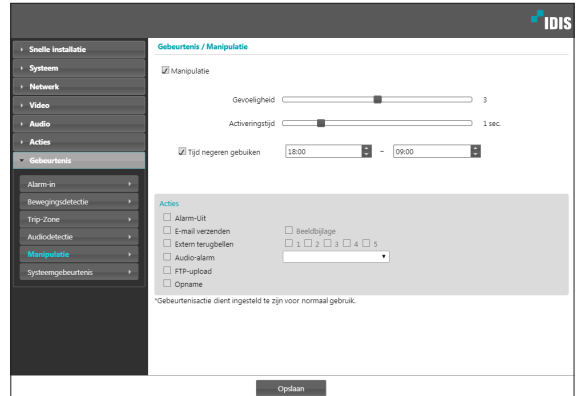 IDIS
Snelle installatie
Systeem
Netwerk
Video
Audio
Acties
Gebeurtenis
Alarm-in
Bewegingsdetectie
Trip-Zone
Audiodetectie
Manipulatie
Systeemgebeurtenis
Gebeurtenis / Manipulatie
Manipulatie
Gevoeligheid 3
Activeringstijd 1 sec.
Tijd negeren gebuiken 18:00 ~ 09:00
Acties
Alarm-Uit
E-mail verzenden Beeldbijlage
Extern terugbellen 1 2 3 4 5
Audio-alarm
FTP-upload
Opname
*Gebeurtenisactie dient ingesteld te zijn voor normaal gebruik.
Opslaan